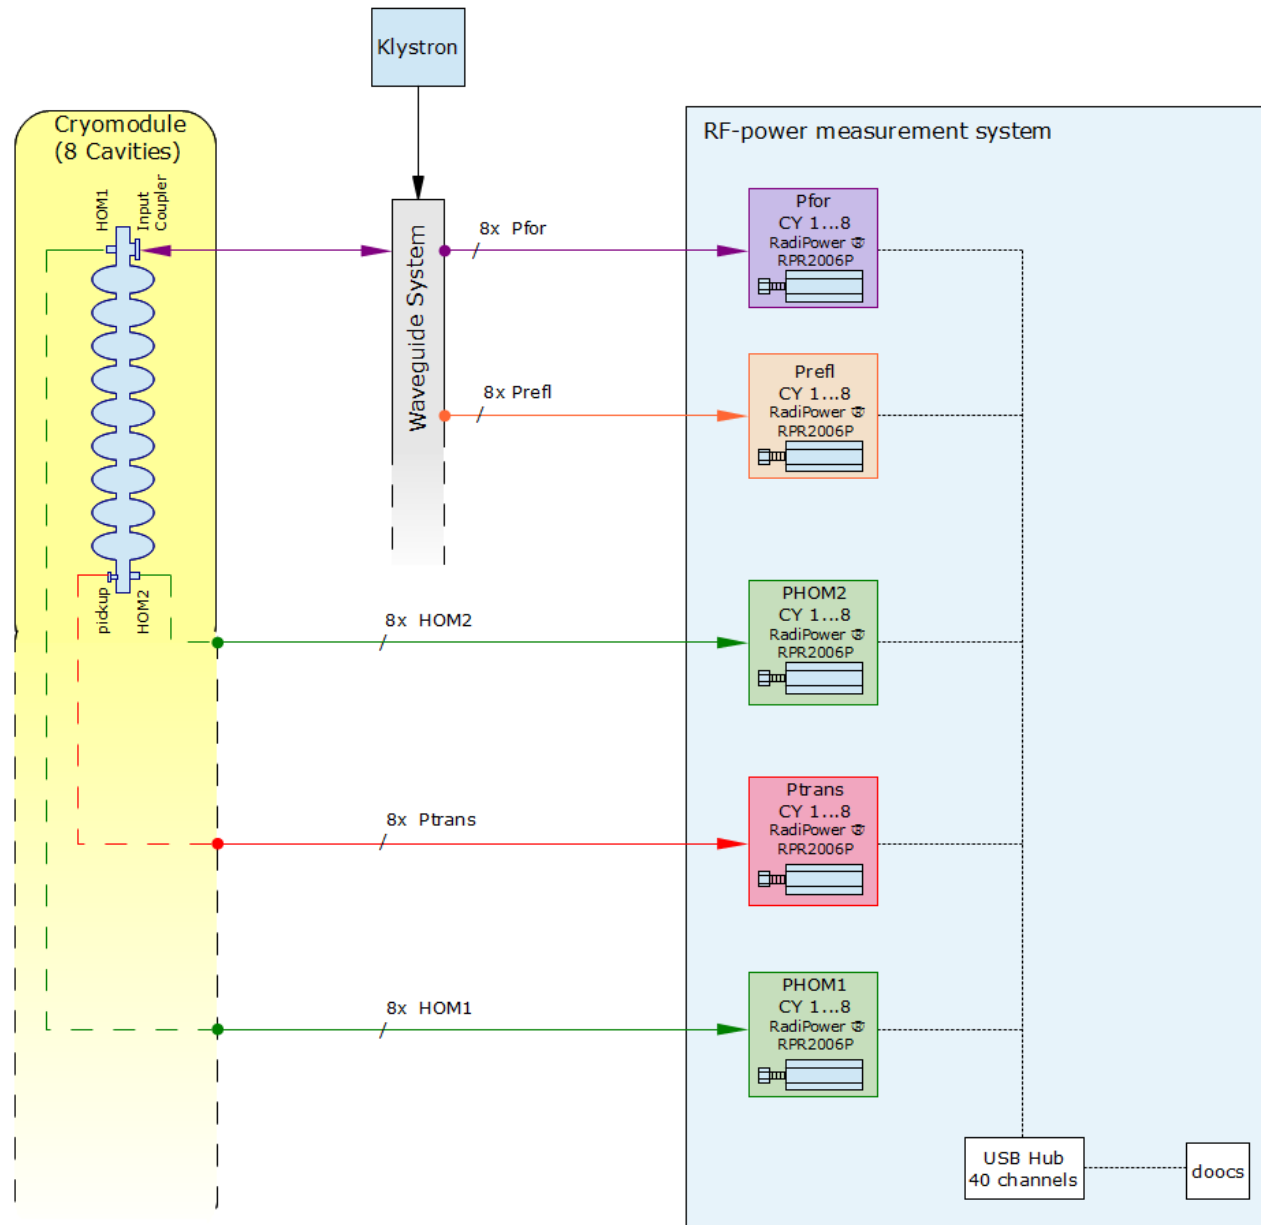 Klystron
Cryomodule
(8 Cavities)
HOM1
Input
Coupler
pickup
HOM2
Waveguide System
8x Pfor
8x Prefl
8x HOM2
8x Ptrans
8x HOM1
RF-power measurement system
Pfor
CY 1...8
RadiPower
RPR2006P
Prefl
CY 1...8
RadiPower
RPR2006P
PHOM2
CY 1...8
RadiPower
RPR2006P
Ptrans
CY 1...8
RadiPower
RPR2006P
PHOM1
CY 1...8
RadiPower
RPR2006P
USB Hub
40 channels
doocs